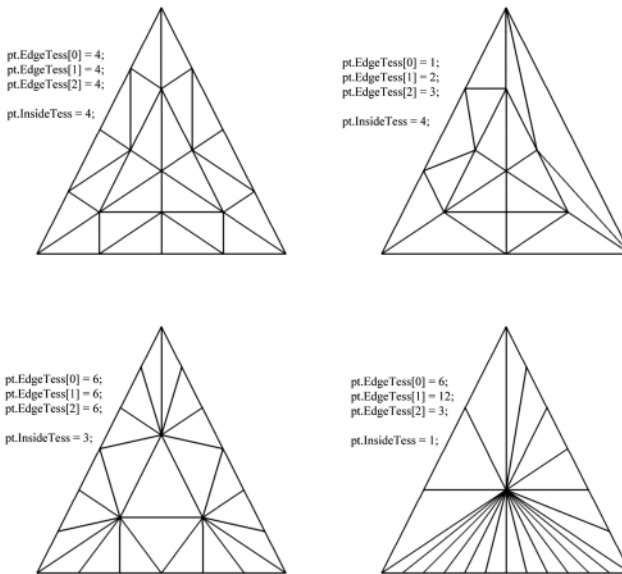 pt.EdgeTess[0] = 4;
pt.EdgeTess[1] = 4;
pt.EdgeTess[2] = 4;
pt.InsideTess = 4;
pt.EdgeTess[0] = 1;
pt.EdgeTess[1] = 2;
pt.EdgeTess[2] = 3;
pt.InsideTess = 4;
pt.EdgeTess[0] = 6;
pt.EdgeTess[1] = 6;
pt.EdgeTess[2] = 6;
pt.InsideTess = 3;
pt.EdgeTess[0] = 6;
pt.EdgeTess[1] = 12;
pt.EdgeTess[2] = 3;
pt.InsideTess = 1;